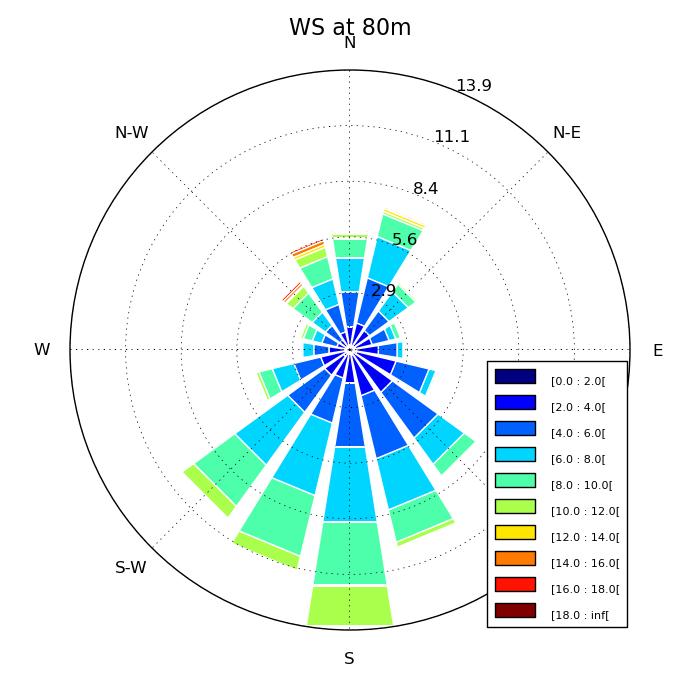 WS at 80m
N
13.9
N-W
N-E
11.1
8.4
5.6
2.9
W
E
[0.0 : 2.0[
[2.0 : 4.0[
[4.0 : 6.0[
[6.0 : 8.0[
[8.0 : 10.0[
[10.0 : 12.0[
[12.0 : 14.0[
[14.0 : 16.0[
[16.0 : 18.0[
[18.0 : inf[
S-W
S